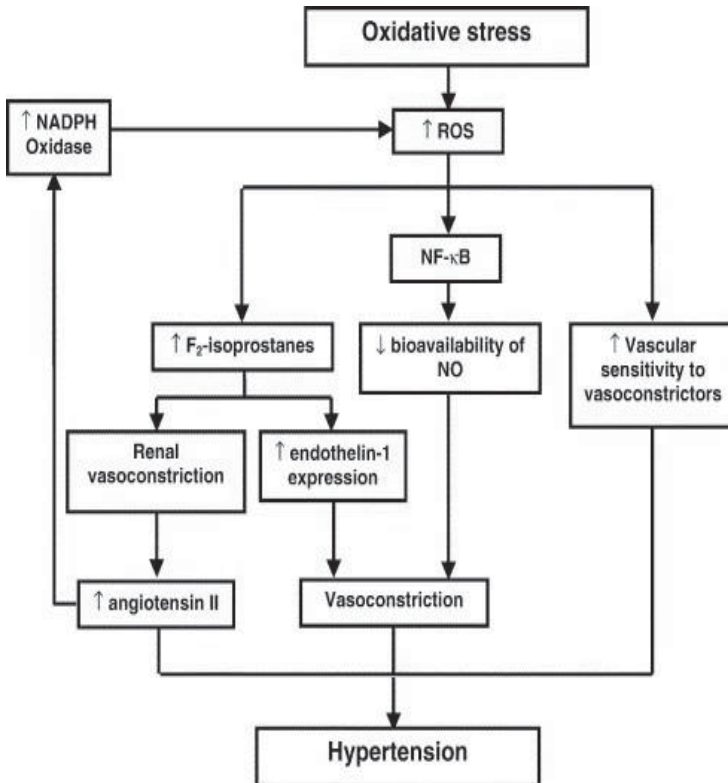 Oxidative stress
↑ NADPH
Oxidase
↑ ROS
NF-κB
↑ F₂-isoprostanes
↓ bioavailability of
NO
↑ Vascular
sensitivity to
vasoconstrictors
Renal
vasoconstriction
↑ endothelin-1
expression
↑ angiotensin II
Vasoconstriction
Hypertension